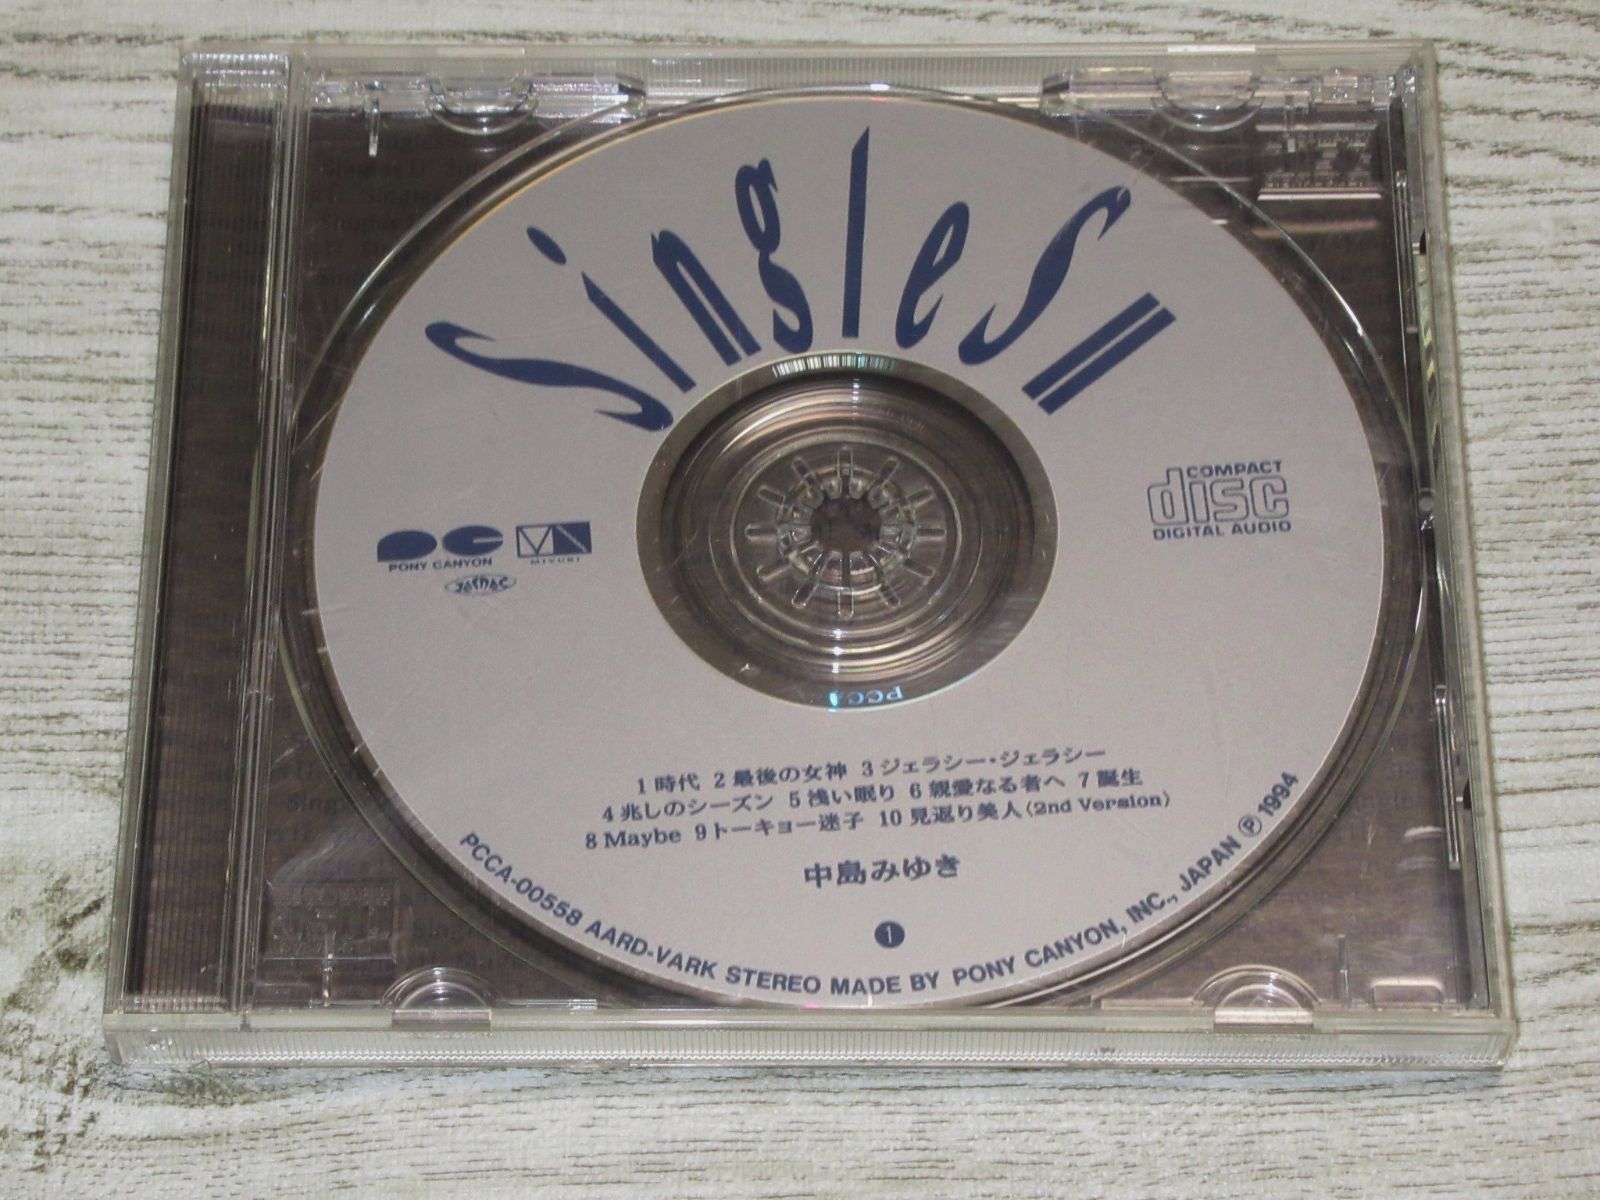 Singles II
COMPACT
disc
DIGITAL AUDIO
PONY CANYON
MIYUKI
JASRAC
PCCA
1 時代 2 最後の女神 3 ジェラシー・ジェラシー
4 兆しのシーズン 5 浅い眠り 6 親愛なる者へ 7 誕生
8 Maybe 9 トーキョー迷子 10 見返り美人(2nd Version)
中島みゆき
1
PCCA-00558 AARD-VARK STEREO MADE BY PONY CANYON, INC., JAPAN Ⓟ 1994